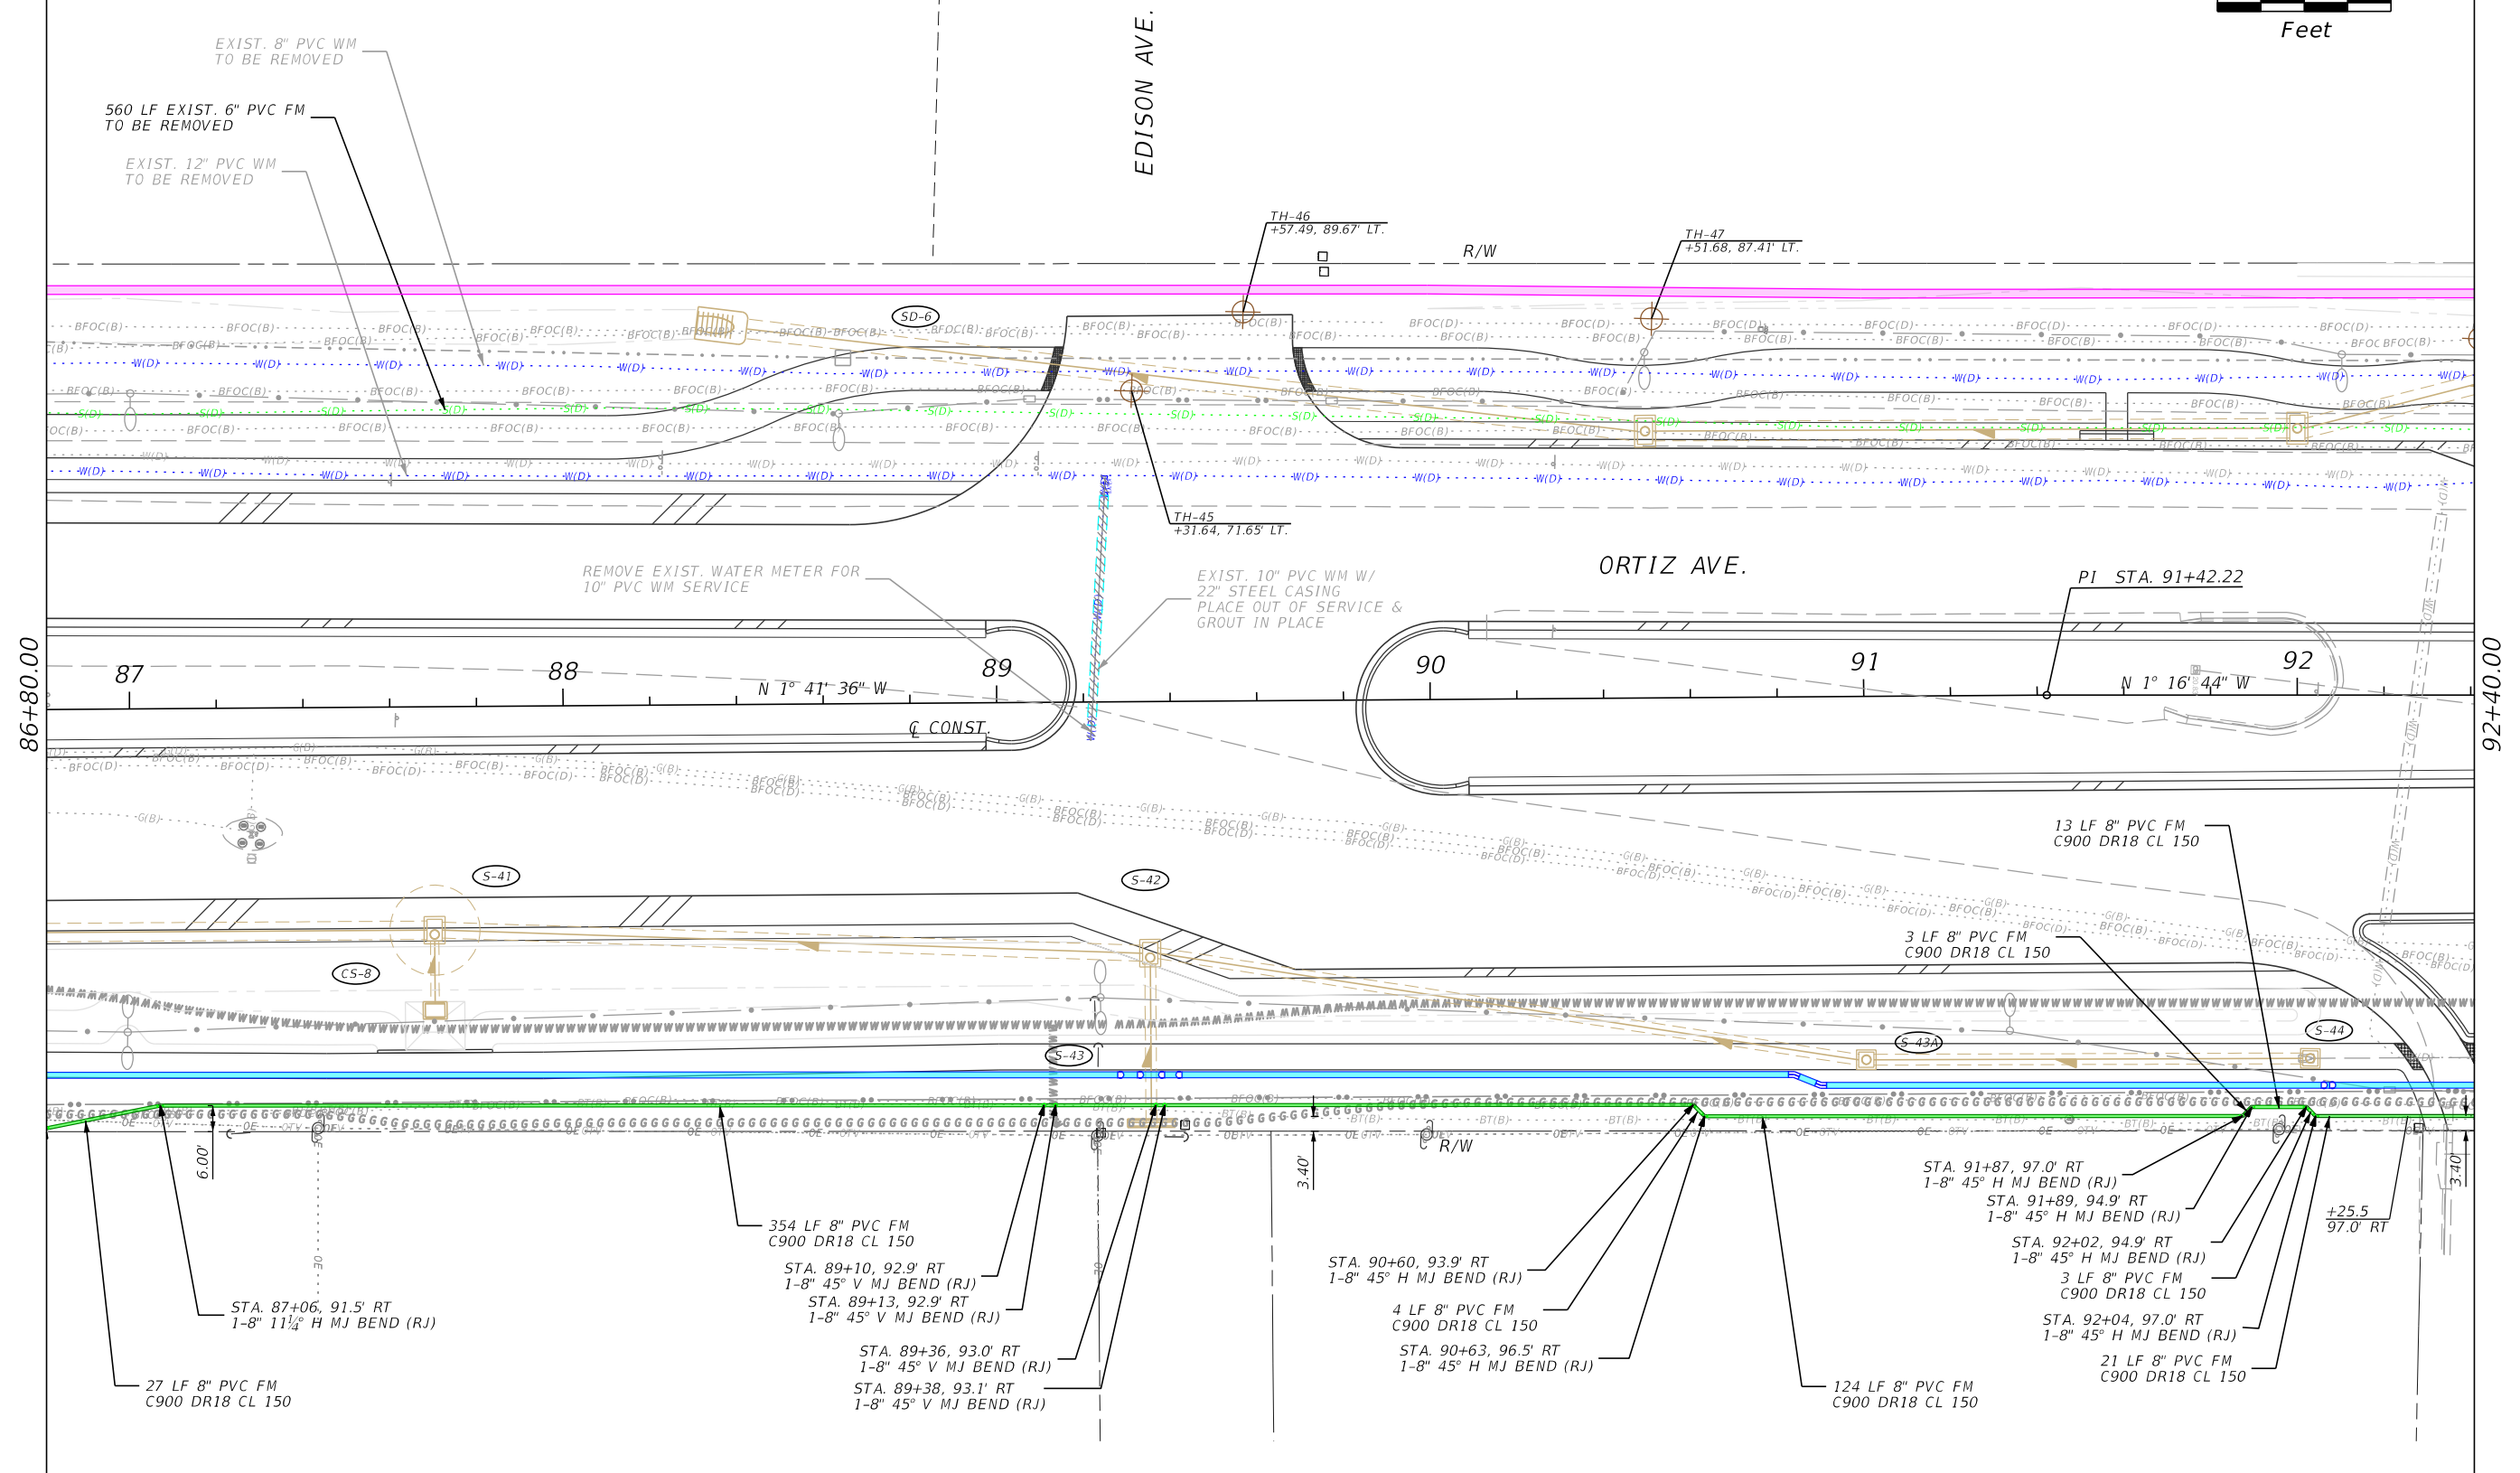 Feet
EDISON AVE.
EXIST. 8" PVC WM
TO BE REMOVED
560 LF EXIST. 6" PVC FM
TO BE REMOVED
EXIST. 12" PVC WM
TO BE REMOVED
TH-46
+57.49, 89.67' LT.
R/W
TH-47
+51.68, 87.41' LT.
SD-6
BFOC(B)
BFOC(D)
W(D)
S(D)
TH-45
+31.64, 71.65' LT.
REMOVE EXIST. WATER METER FOR
10" PVC WM SERVICE
EXIST. 10" PVC WM W/
22" STEEL CASING
PLACE OUT OF SERVICE &
GROUT IN PLACE
ORTIZ AVE.
PI STA. 91+42.22
86+80.00
87
88
89
90
91
92
92+40.00
N 1° 41' 36" W
N 1° 16' 44" W
℄ CONST.
G(B)
BFOC(B)
BFOC(D)
13 LF 8" PVC FM
C900 DR18 CL 150
S-41
S-42
3 LF 8" PVC FM
C900 DR18 CL 150
CS-8
S-43
S-43A
S-44
BT(B)
OE
OTV
6.00'
3.40'
R/W
3.40'
STA. 91+87, 97.0' RT
1-8" 45° H MJ BEND (RJ)
STA. 91+89, 94.9' RT
1-8" 45° H MJ BEND (RJ)
+25.5
97.0' RT
354 LF 8" PVC FM
C900 DR18 CL 150
STA. 92+02, 94.9' RT
1-8" 45° H MJ BEND (RJ)
STA. 89+10, 92.9' RT
1-8" 45° V MJ BEND (RJ)
STA. 90+60, 93.9' RT
1-8" 45° H MJ BEND (RJ)
3 LF 8" PVC FM
C900 DR18 CL 150
STA. 87+06, 91.5' RT
1-8" 11¼° H MJ BEND (RJ)
STA. 89+13, 92.9' RT
1-8" 45° V MJ BEND (RJ)
4 LF 8" PVC FM
C900 DR18 CL 150
STA. 92+04, 97.0' RT
1-8" 45° H MJ BEND (RJ)
STA. 89+36, 93.0' RT
1-8" 45° V MJ BEND (RJ)
STA. 90+63, 96.5' RT
1-8" 45° H MJ BEND (RJ)
21 LF 8" PVC FM
C900 DR18 CL 150
27 LF 8" PVC FM
C900 DR18 CL 150
STA. 89+38, 93.1' RT
1-8" 45° V MJ BEND (RJ)
124 LF 8" PVC FM
C900 DR18 CL 150